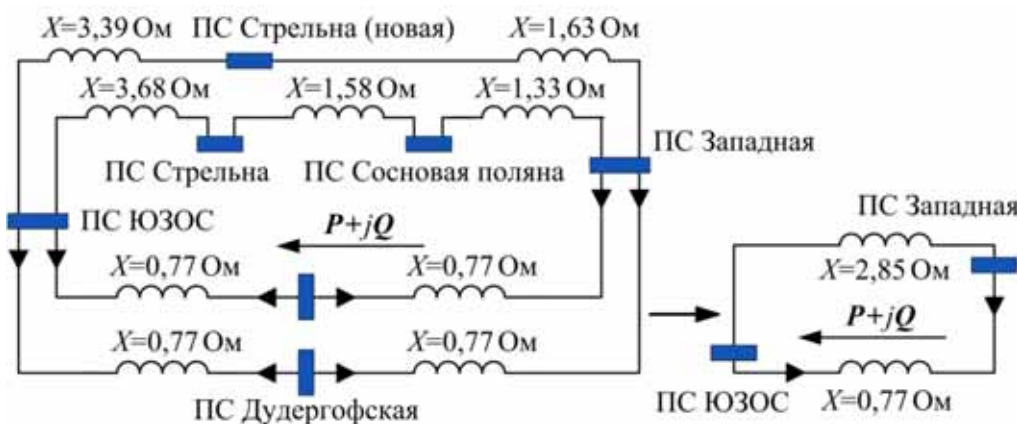 X=3,39 Ом
ПС Стрельна (новая)
X=1,63 Ом
X=3,68 Ом
X=1,58 Ом
X=1,33 Ом
ПС Западная
ПС Стрельна
ПС Сосновая поляна
ПС ЮЗОС
P+jQ
X=0,77 Ом
X=0,77 Ом
X=0,77 Ом
X=0,77 Ом
ПС Дудергофская
ПС Западная
X=2,85 Ом
P+jQ
ПС ЮЗОС
X=0,77 Ом